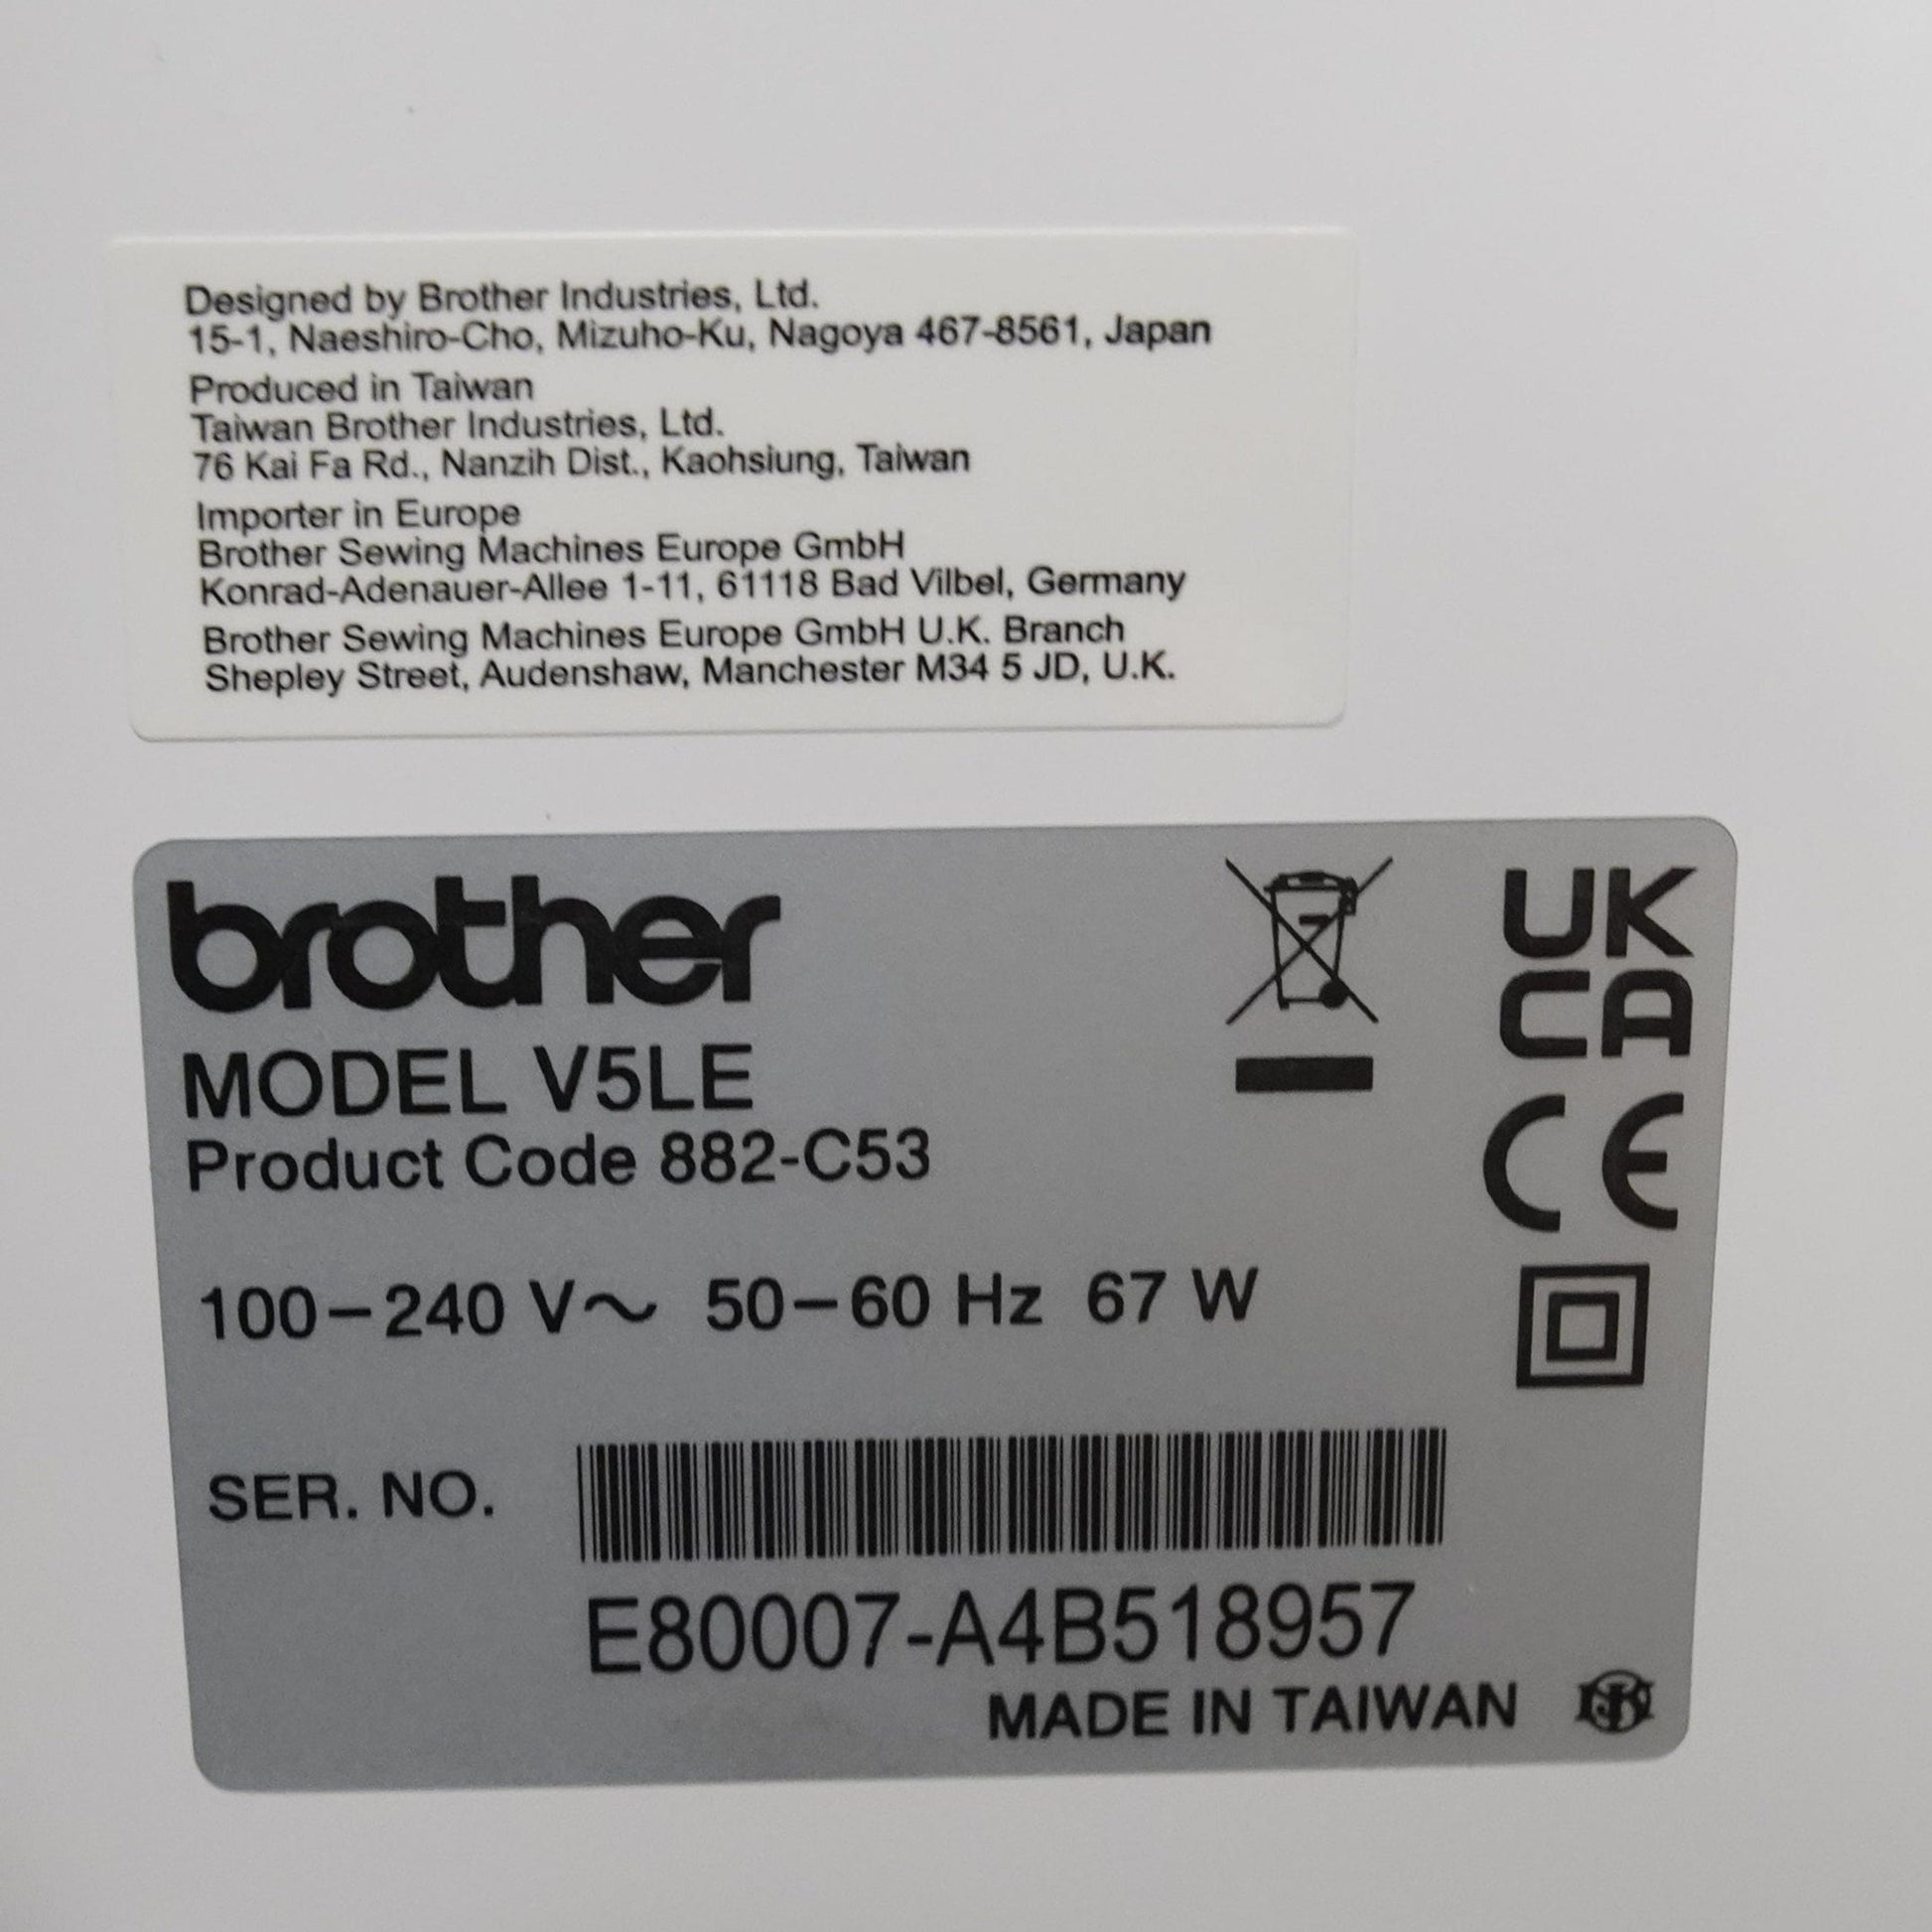 Designed by Brother Industries, Ltd.
15-1, Naeshiro-Cho, Mizuho-Ku, Nagoya 467-8561, Japan
Produced in Taiwan
Taiwan Brother Industries, Ltd.
76 Kai Fa Rd., Nanzih Dist., Kaohsiung, Taiwan
Importer in Europe
Brother Sewing Machines Europe GmbH
Konrad-Adenauer-Allee 1-11, 61118 Bad Vilbel, Germany
Brother Sewing Machines Europe GmbH U.K. Branch
Shepley Street, Audenshaw, Manchester M34 5 JD, U.K.
brother
UK
CA
MODEL V5LE
Product Code 882-C53
CE
100–240 V～ 50–60 Hz 67 W
SER. NO.
E80007-A4B518957
MADE IN TAIWAN